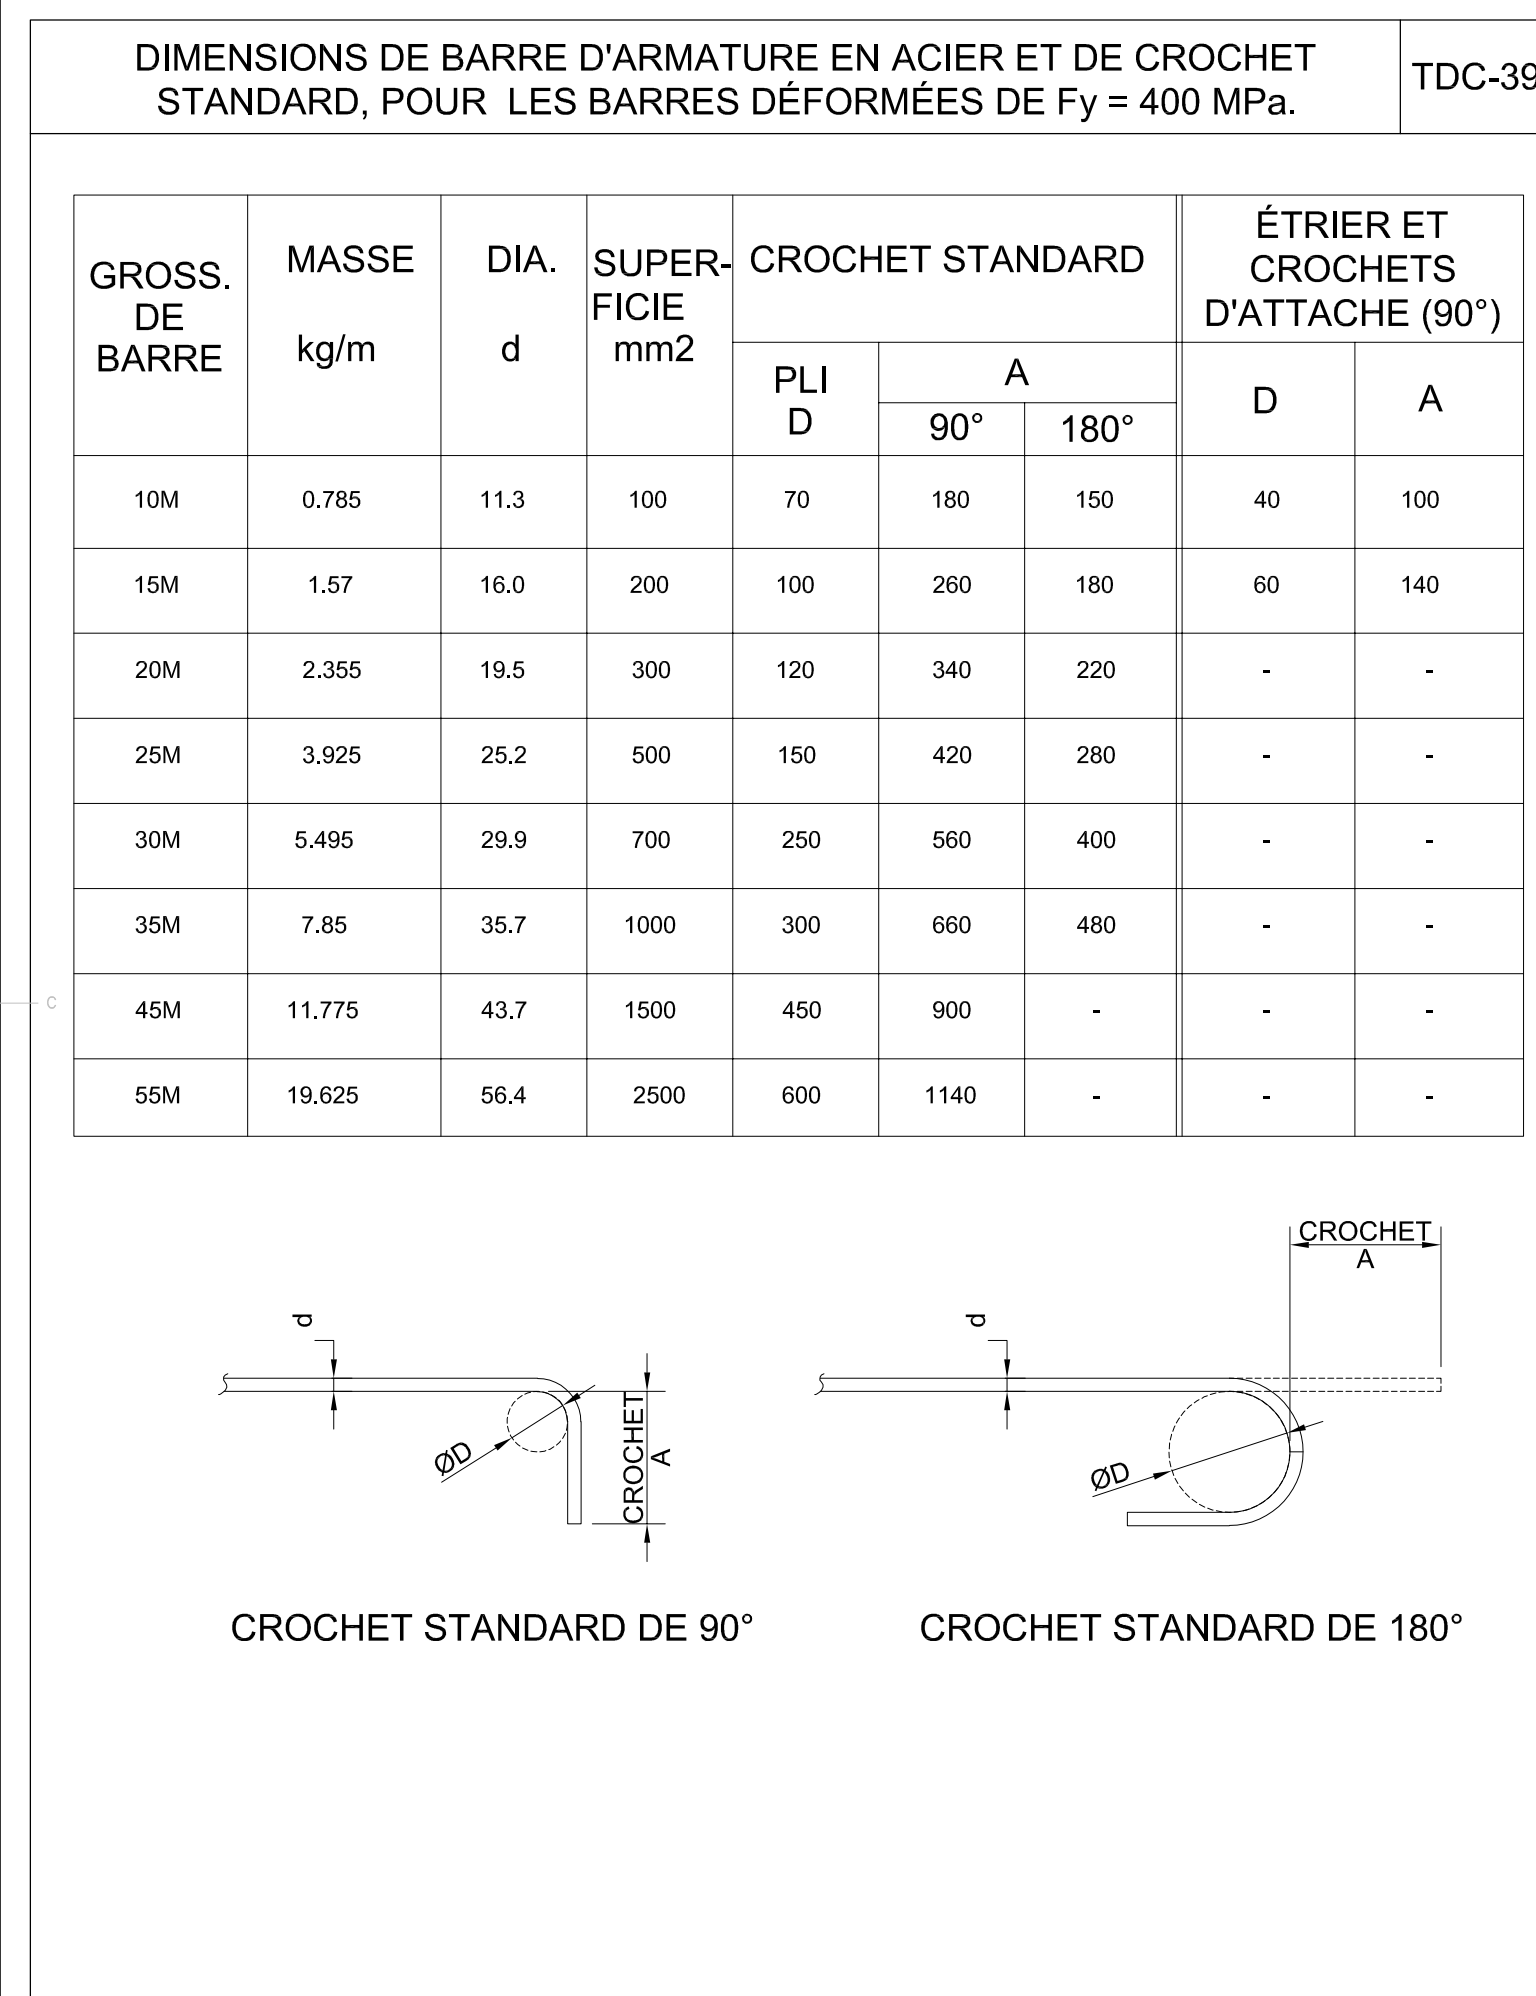 DIMENSIONS DE BARRE D'ARMATURE EN ACIER ET DE CROCHET
STANDARD, POUR LES BARRES DÉFORMÉES DE Fy = 400 MPa.
TDC-39
GROSS.
DE
BARRE
MASSE
kg/m
DIA.
d
SUPER-
FICIE
mm2
CROCHET STANDARD
ÉTRIER ET
CROCHETS
D'ATTACHE (90°)
PLI
D
A
90° 180°
D A
10M 0.785 11.3 100 70 180 150 40 100
15M 1.57 16.0 200 100 260 180 60 140
20M 2.355 19.5 300 120 340 220 - -
25M 3.925 25.2 500 150 420 280 - -
30M 5.495 29.9 700 250 560 400 - -
35M 7.85 35.7 1000 300 660 480 - -
C
45M 11.775 43.7 1500 450 900 - - -
55M 19.625 56.4 2500 600 1140 - - -
d
ØD
CROCHET
A
CROCHET STANDARD DE 90°
CROCHET
A
d
ØD
CROCHET STANDARD DE 180°